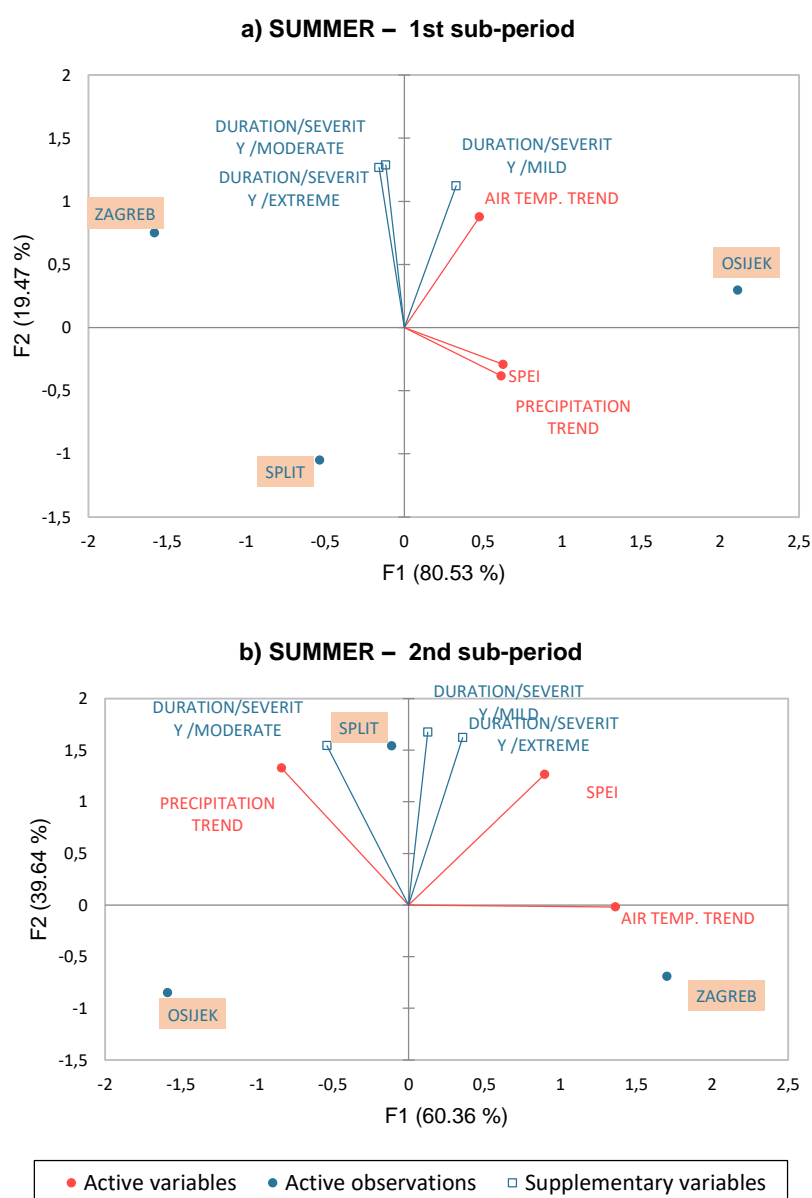 a) SUMMER – 1st sub-period
2
DURATION/SEVERIT
Y /MODERATE
DURATION/SEVERIT
Y /MILD
1,5
DURATION/SEVERIT
Y /EXTREME
AIR TEMP. TREND
1
ZAGREB
OSIJEK
0,5
0
SPEI
-0,5
PRECIPITATION
TREND
-1
SPLIT
-1,5
F2 (19.47 %)
-2 -1,5 -1 -0,5 0 0,5 1 1,5 2 2,5
F1 (80.53 %)
b) SUMMER – 2nd sub-period
2
DURATION/SEVERIT
Y /MODERATE
SPLIT
DURATION/SEVERIT
Y /MILD
DURATION/SEVERIT
Y /EXTREME
1,5
PRECIPITATION
TREND
SPEI
1
0,5
0
AIR TEMP. TREND
-0,5
ZAGREB
-1
OSIJEK
-1,5
F2 (39.64 %)
-2 -1,5 -1 -0,5 0 0,5 1 1,5 2 2,5
F1 (60.36 %)
Active variables Active observations Supplementary variables